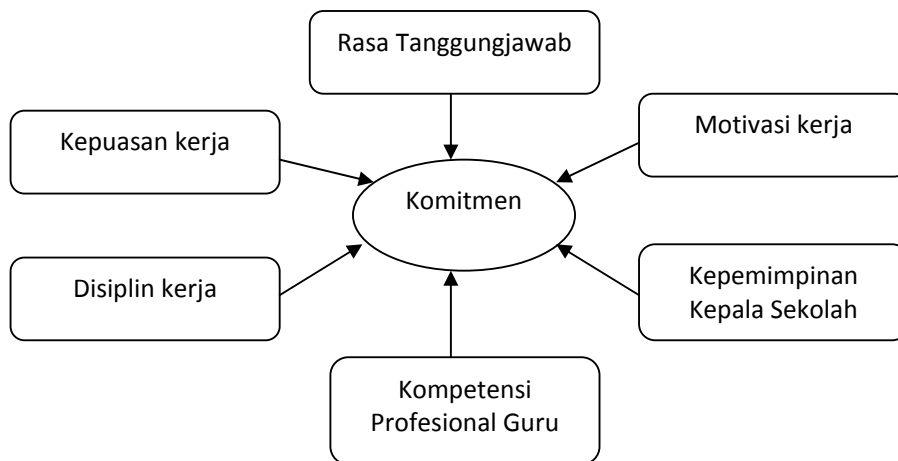 Rasa Tanggungjawab
Kepuasan kerja
Motivasi kerja
Komitmen
Disiplin kerja
Kepemimpinan
Kepala Sekolah
Kompetensi
Profesional Guru